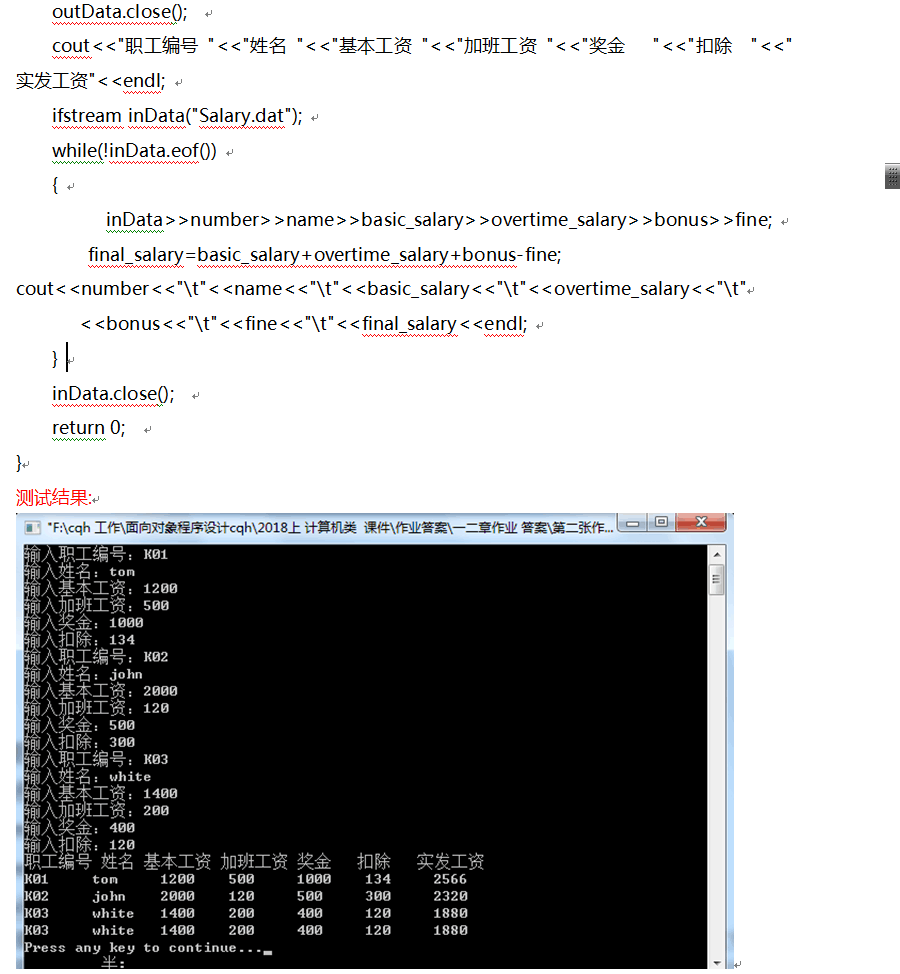 outData.close();
cout<<"职工编号 "<<"姓名 "<<"基本工资 "<<"加班工资 "<<"奖金   "<<"扣除  "<<"
实发工资"<<endl;
ifstream inData("Salary.dat");
while(!inData.eof())
{
inData>>number>>name>>basic_salary>>overtime_salary>>bonus>>fine;
final_salary=basic_salary+overtime_salary+bonus-fine;
cout<<number<<"\t"<<name<<"\t"<<basic_salary<<"\t"<<overtime_salary<<"\t"
<<bonus<<"\t"<<fine<<"\t"<<final_salary<<endl;
}
inData.close();
return 0;
}
测试结果:
"F:\cqh 工作\面向对象程序设计cqh\2018上 计算机类 课件\作业答案\一二章作业 答案\第二张作...
输入职工编号：K01
输入姓名：tom
输入基本工资：1200
输入加班工资：500
输入奖金：1000
输入扣除：134
输入职工编号：K02
输入姓名：john
输入基本工资：2000
输入加班工资：120
输入奖金：500
输入扣除：300
输入职工编号：K03
输入姓名：white
输入基本工资：1400
输入加班工资：200
输入奖金：400
输入扣除：120
职工编号 姓名 基本工资 加班工资 奖金 扣除 实发工资
K01 tom 1200 500 1000 134 2566
K02 john 2000 120 500 300 2320
K03 white 1400 200 400 120 1880
K03 white 1400 200 400 120 1880
Press any key to continue...
半：